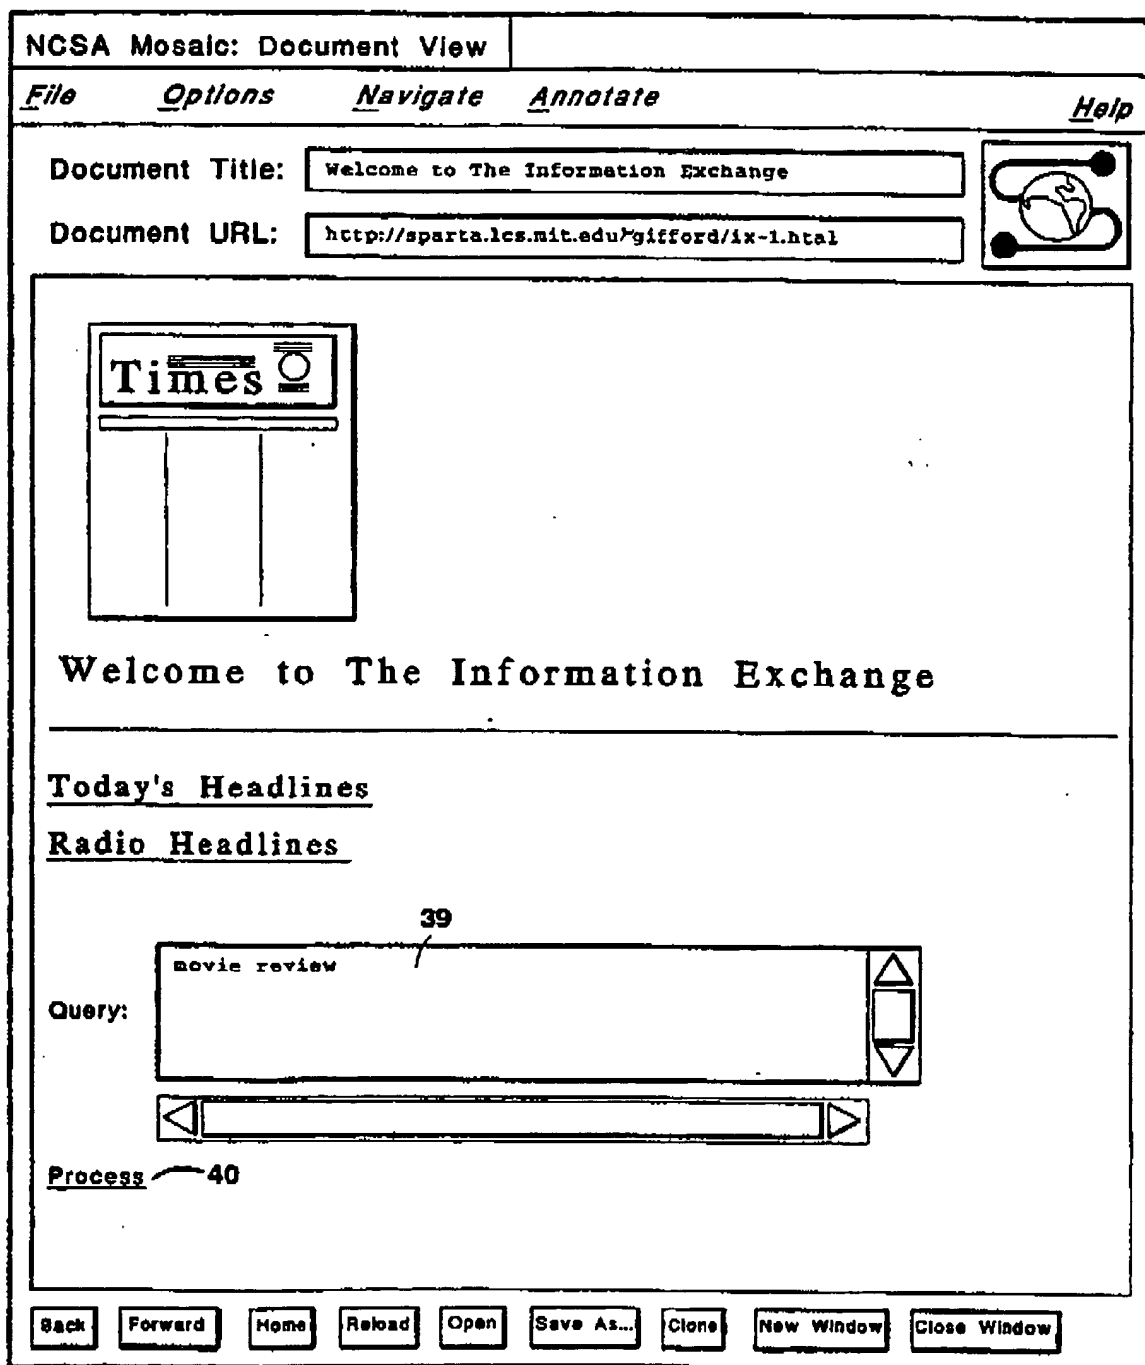 NCSA Mosaic: Document View
File Options Navigate Annotate Help
Document Title: Welcome to The Information Exchange
Document URL: http://sparta.lcs.mit.edu/~gifford/ix-1.html
Times
Welcome to The Information Exchange
Today's Headlines
Radio Headlines
39
movie review
Query:
Process 40
Back Forward Home Reload Open Save As... Clone New Window Close Window